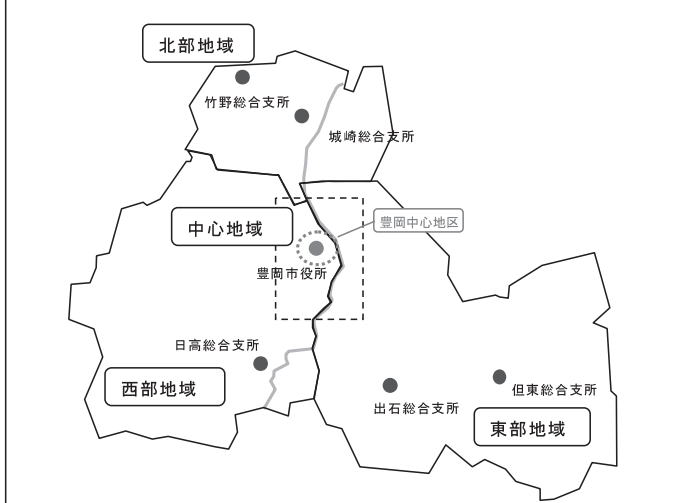 北部地域
竹野総合支所
城崎総合支所
中心地域
豊岡中心地区
豊岡市役所
日高総合支所
西部地域
出石総合支所
但東総合支所
東部地域